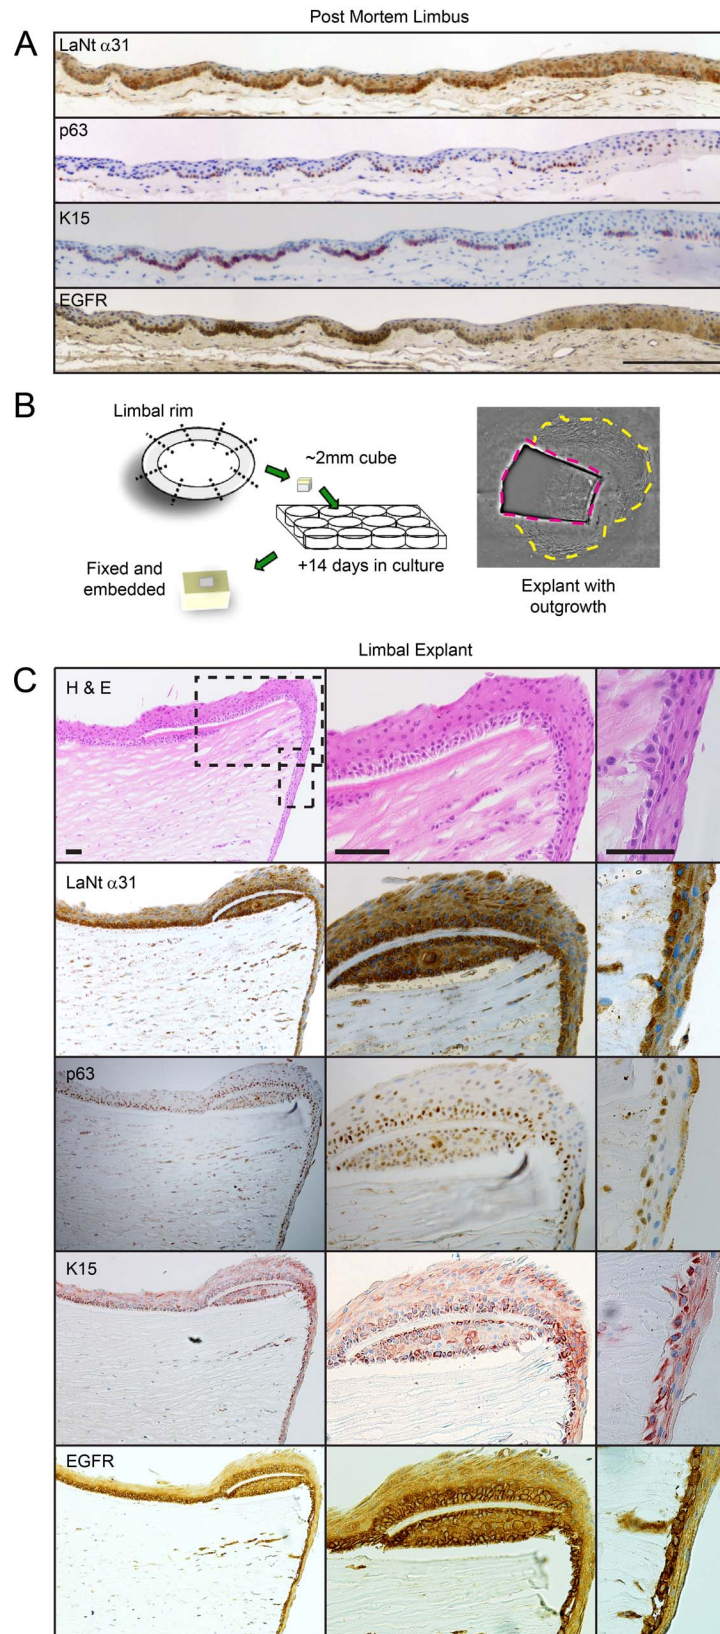 Post Mortem Limbus
A
LaNt α31
p63
K15
EGFR
B
Limbal rim
~2mm cube
+14 days in culture
Fixed and
embedded
Explant with
outgrowth
Limbal Explant
C
H & E
LaNt α31
p63
K15
EGFR